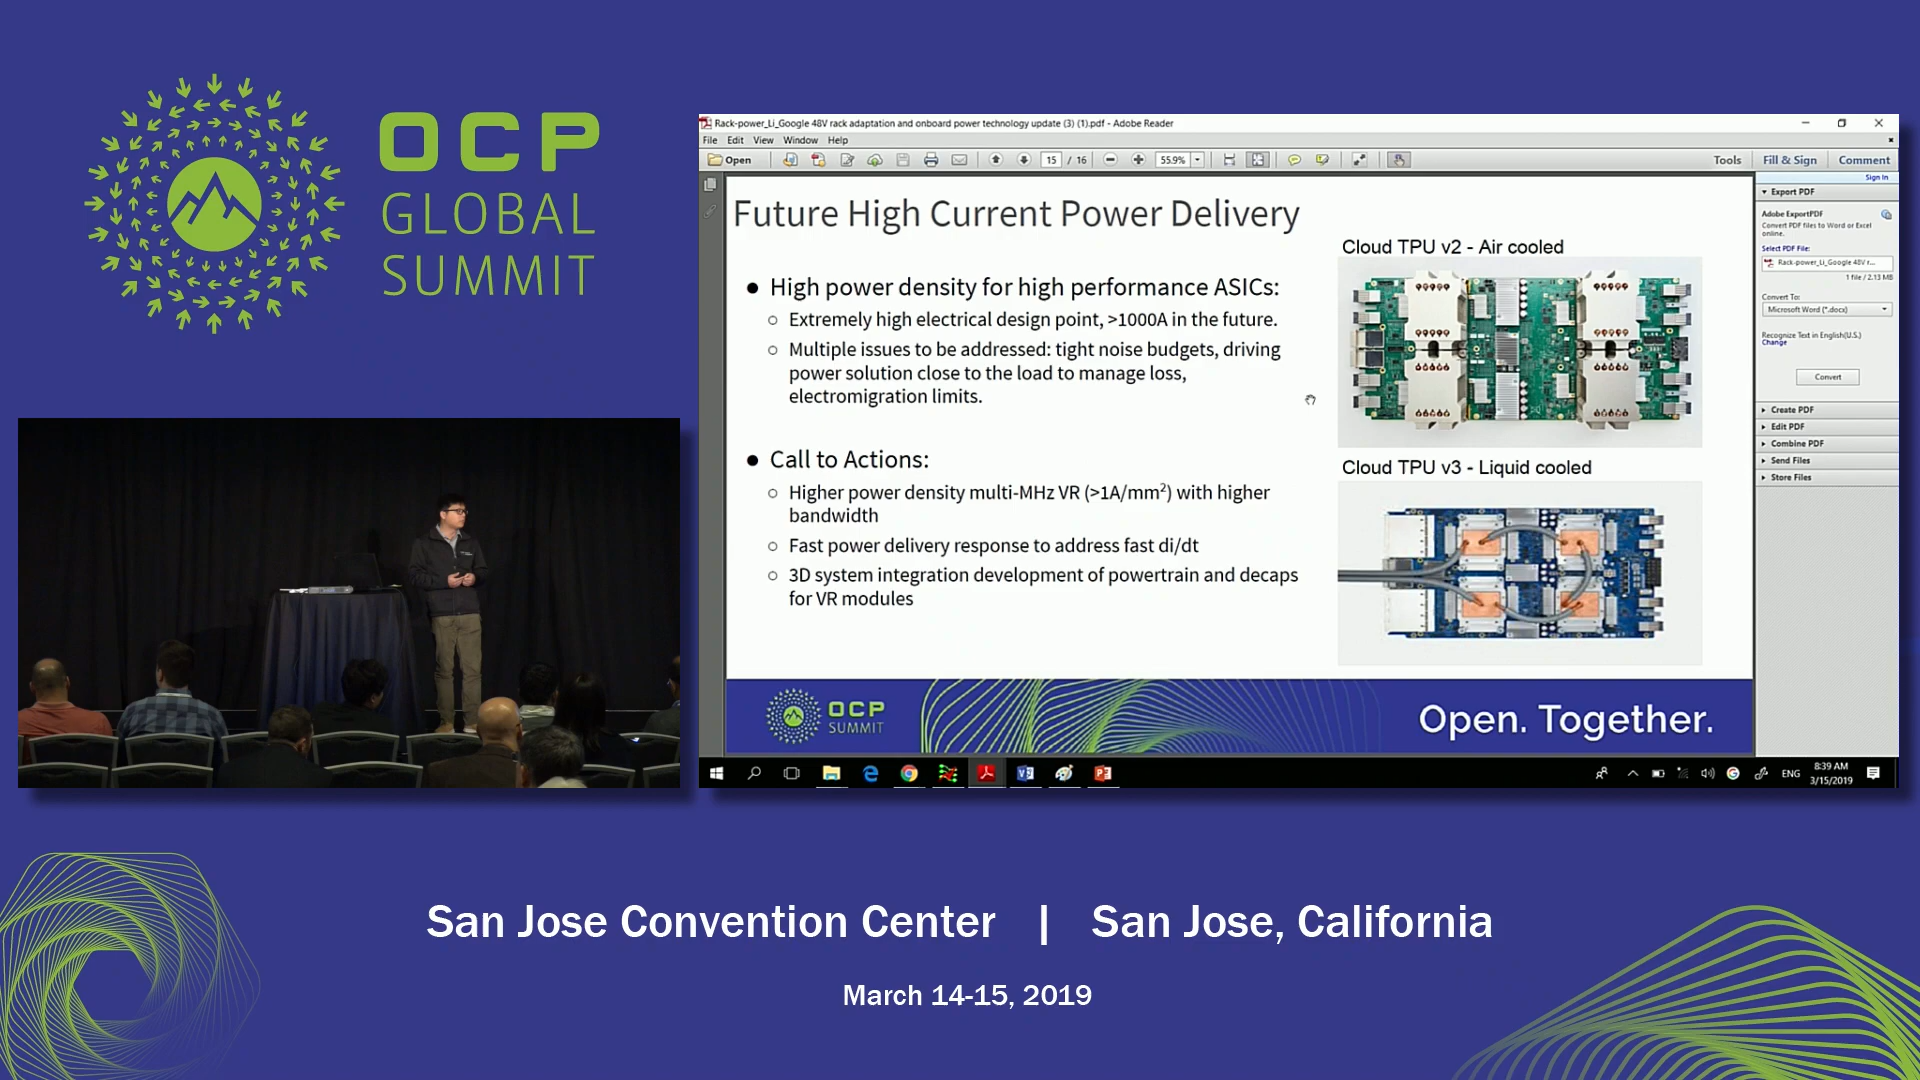 OCP
GLOBAL
SUMMIT
Rack-power_Li_Google 48V rack adaptation and onboard power technology update (3) (1).pdf - Adobe Reader
File Edit View Window Help
Open 15 / 16 55.9% Tools Fill & Sign Comment
Sign In
Future High Current Power Delivery
● High power density for high performance ASICs:
○ Extremely high electrical design point, >1000A in the future.
○ Multiple issues to be addressed: tight noise budgets, driving
power solution close to the load to manage loss,
electromigration limits.
● Call to Actions:
○ Higher power density multi-MHz VR (>1A/mm²) with higher
bandwidth
○ Fast power delivery response to address fast di/dt
○ 3D system integration development of powertrain and decaps
for VR modules
Cloud TPU v2 - Air cooled
Cloud TPU v3 - Liquid cooled
OCP
SUMMIT
Open. Together.
Export PDF
Adobe ExportPDF
Convert PDF files to Word or Excel
online.
Select PDF File:
Rack-power_Li_Google 48V r...
1 file / 2.13 MB
Convert To:
Microsoft Word (*.docx)
Recognize Text in English(U.S.)
Change
Convert
Create PDF
Edit PDF
Combine PDF
Send Files
Store Files
ENG
8:39 AM
3/15/2019
San Jose Convention Center | San Jose, California
March 14-15, 2019